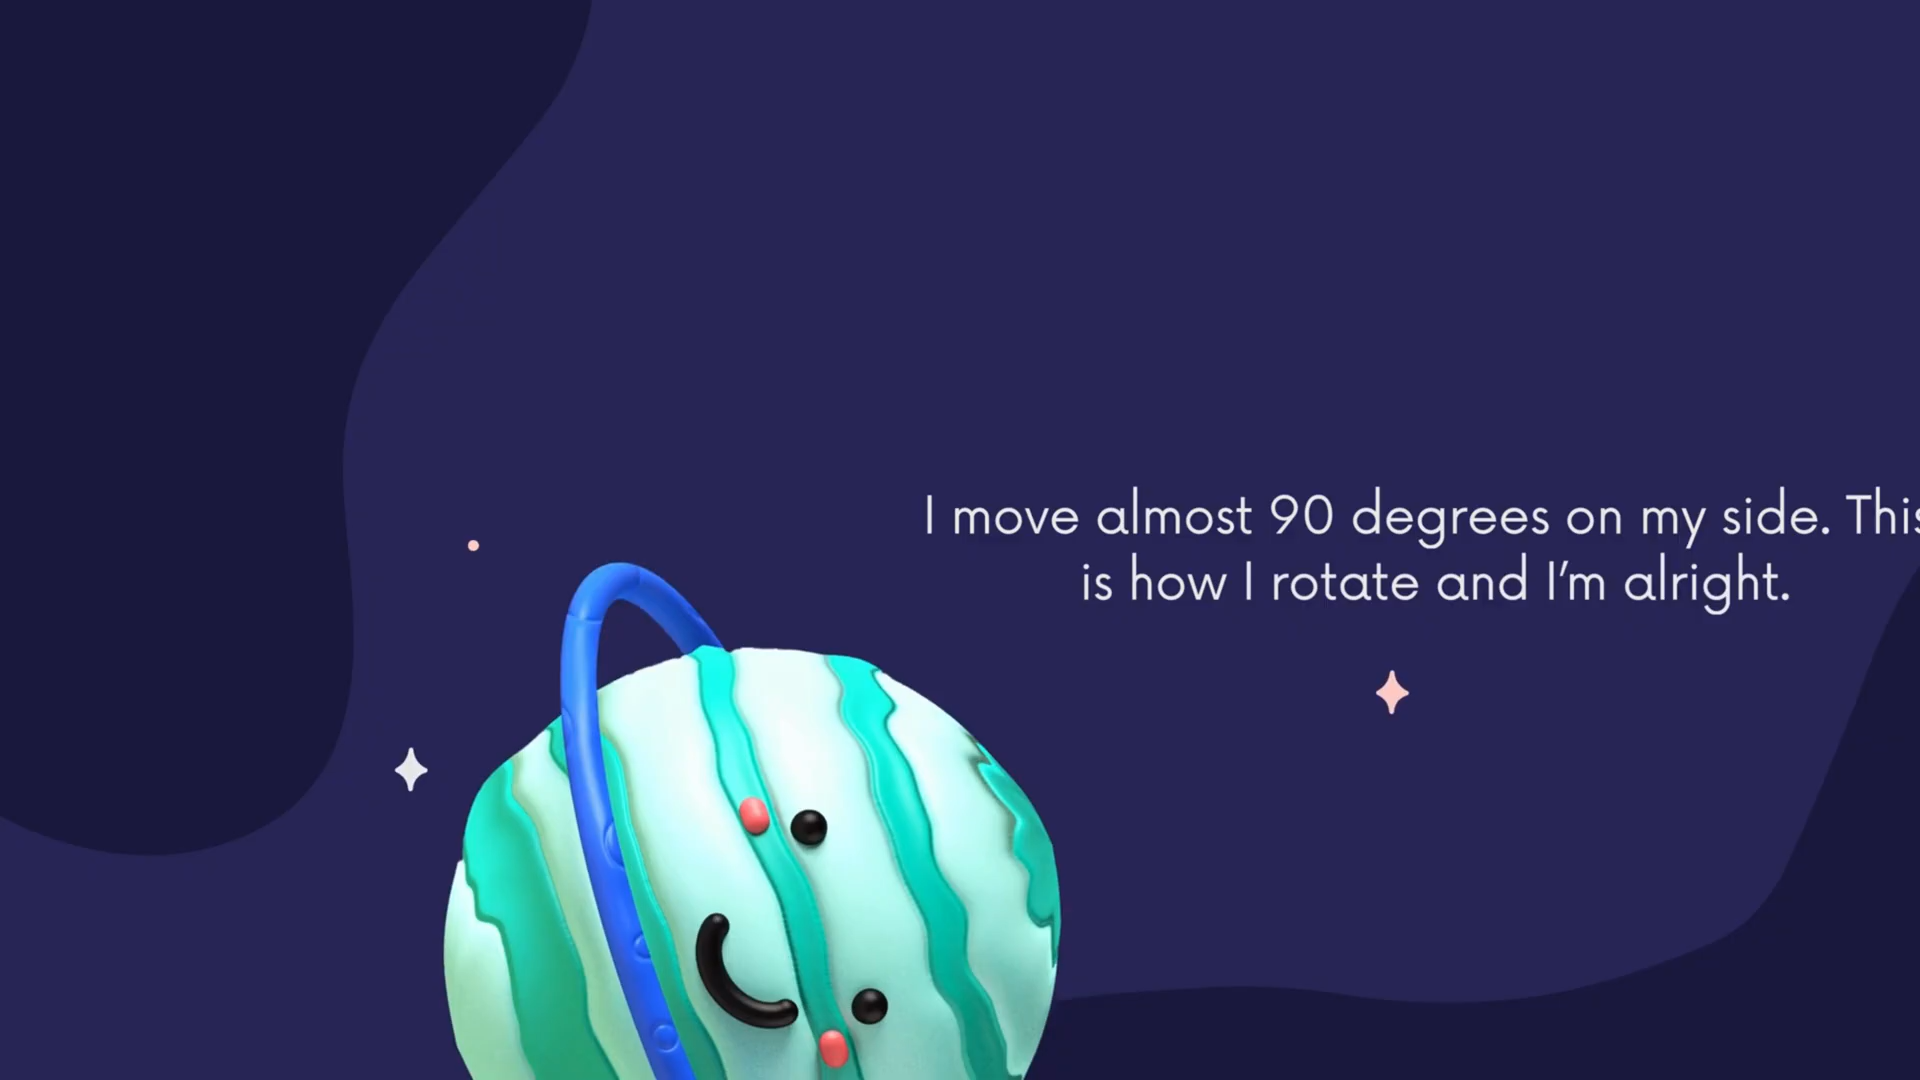 I move almost 90 degrees on my side. This
is how I rotate and I’m alright.